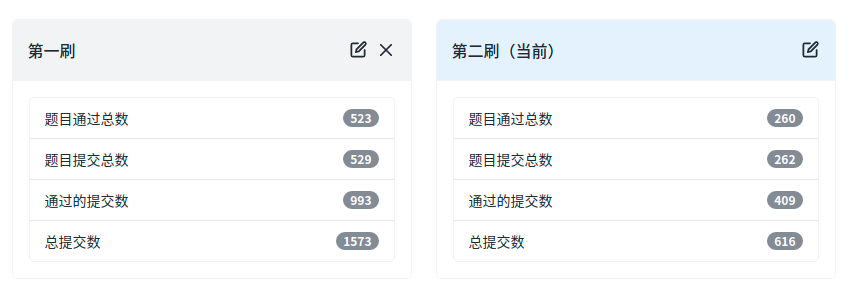 第一刷
题目通过总数 523
题目提交总数 529
通过的提交数 993
总提交数 1573
第二刷（当前）
题目通过总数 260
题目提交总数 262
通过的提交数 409
总提交数 616